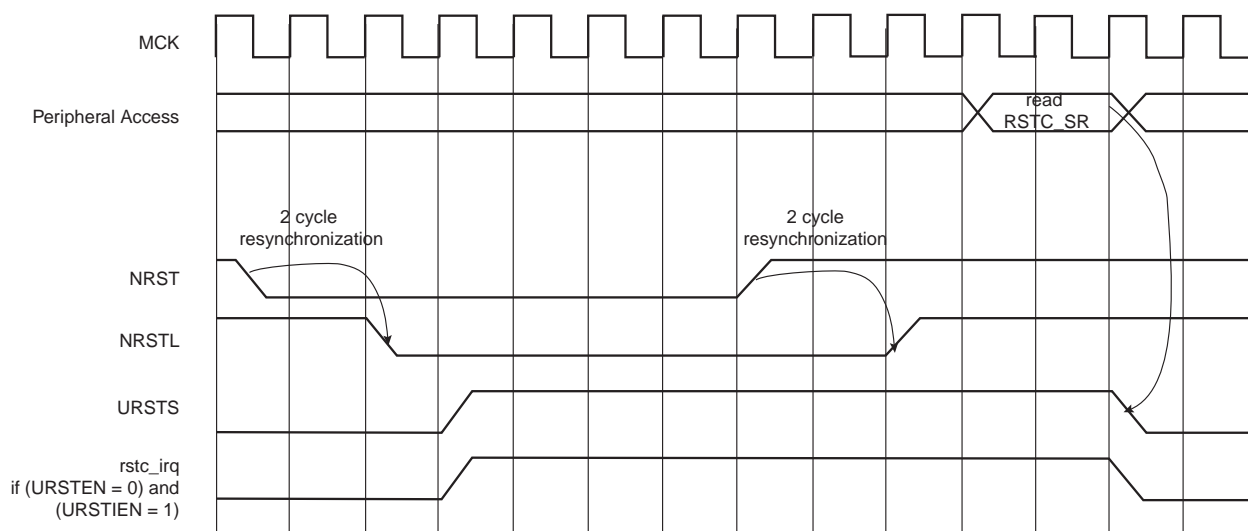 MCK
Peripheral Access
read
RSTC_SR
2 cycle
resynchronization
2 cycle
resynchronization
NRST
NRSTL
URSTS
rstc_irq
if (URSTEN = 0) and
(URSTIEN = 1)